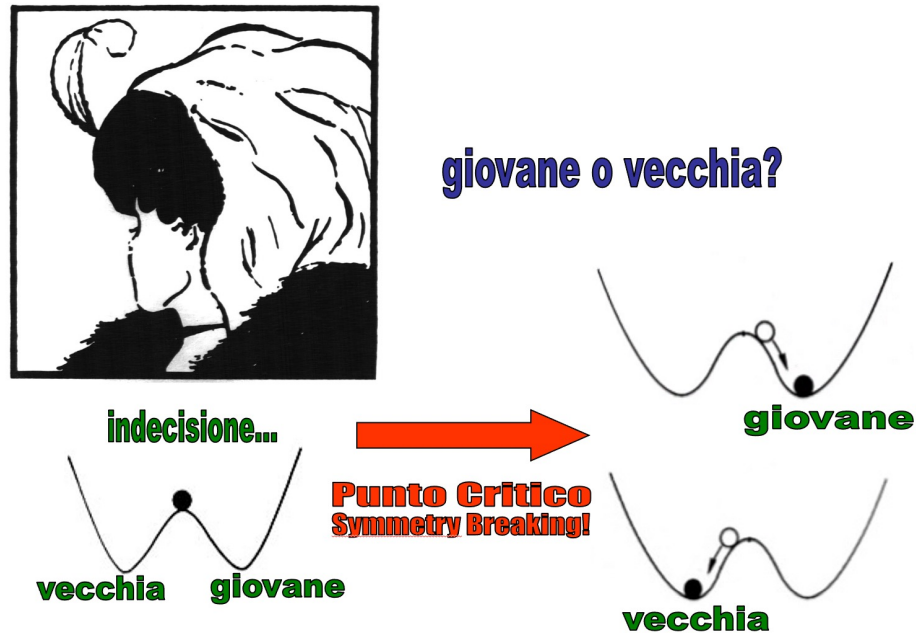 giovane o vecchia?
indecisione...
vecchia
giovane
Punto Critico
Symmetry Breaking!
giovane
vecchia